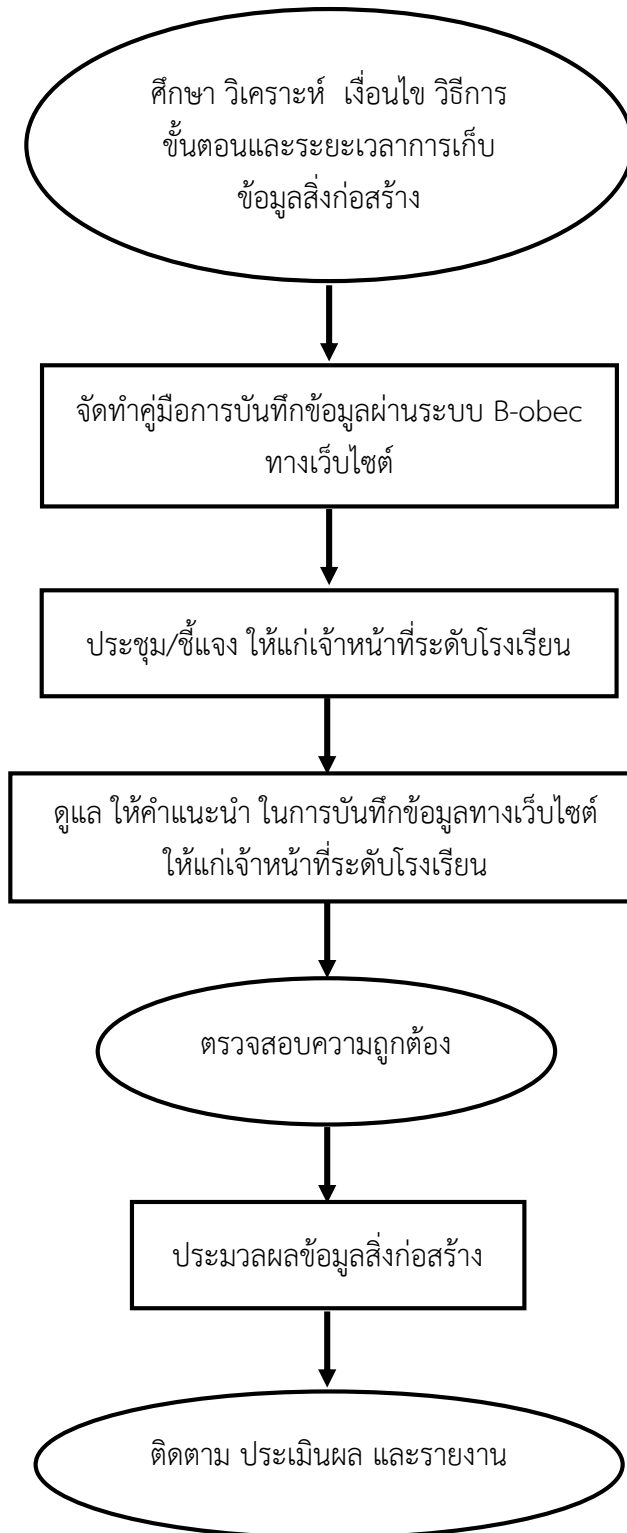 ศึกษา วิเคราะห์  เงื่อนไข วิธีการ
ขั้นตอนและระยะเวลาการเก็บ
ข้อมูลสิ่งก่อสร้าง
จัดทำคู่มือการบันทึกข้อมูลผ่านระบบ B-obec
ทางเว็บไซต์
ประชุม/ชี้แจง ให้แก่เจ้าหน้าที่ระดับโรงเรียน
ดูแล ให้คำแนะนำ ในการบันทึกข้อมูลทางเว็บไซต์
ให้แก่เจ้าหน้าที่ระดับโรงเรียน
ตรวจสอบความถูกต้อง
ประมวลผลข้อมูลสิ่งก่อสร้าง
ติดตาม ประเมินผล และรายงาน